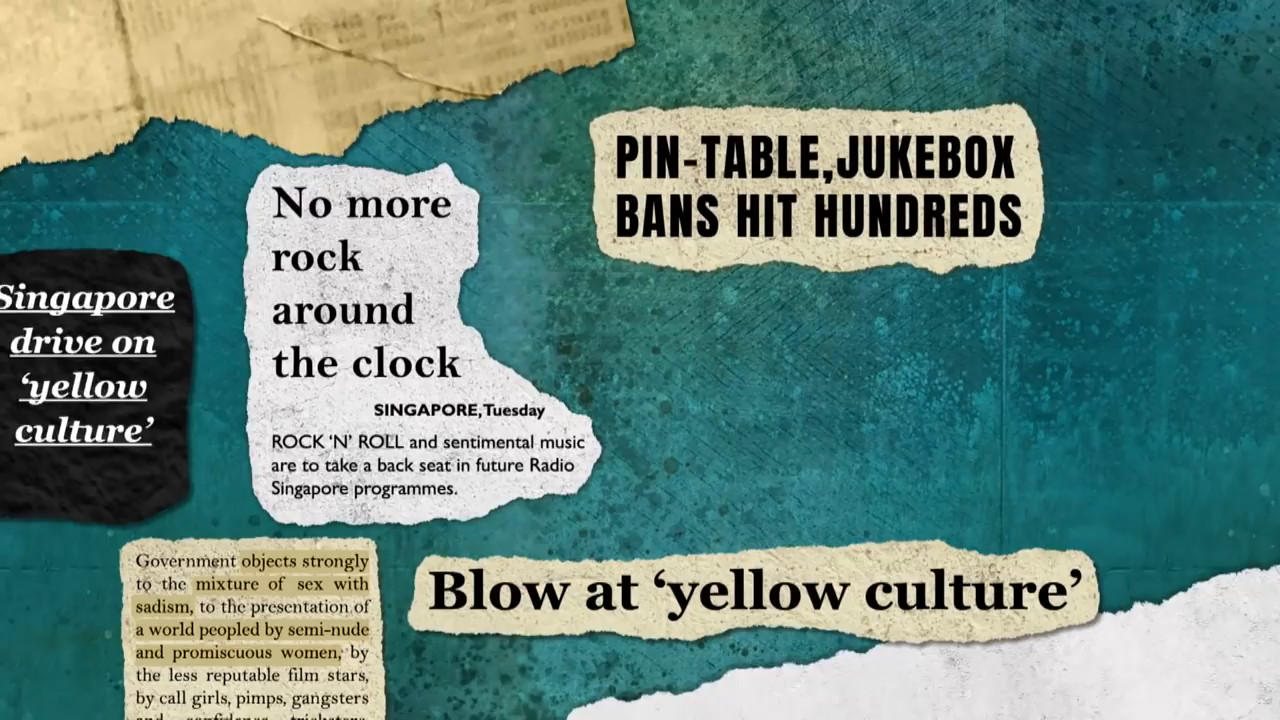 PIN-TABLE,JUKEBOX
BANS HIT HUNDREDS
No more
rock
around
the clock
SINGAPORE, Tuesday
ROCK 'N' ROLL and sentimental music
are to take a back seat in future Radio
Singapore programmes.
Singapore
drive on
‘yellow
culture’
Government objects strongly
to the mixture of sex with
sadism, to the presentation of
a world peopled by semi-nude
and promiscuous women, by
the less reputable film stars,
by call girls, pimps, gangsters
and confidence tricksters,
Blow at ‘yellow culture’